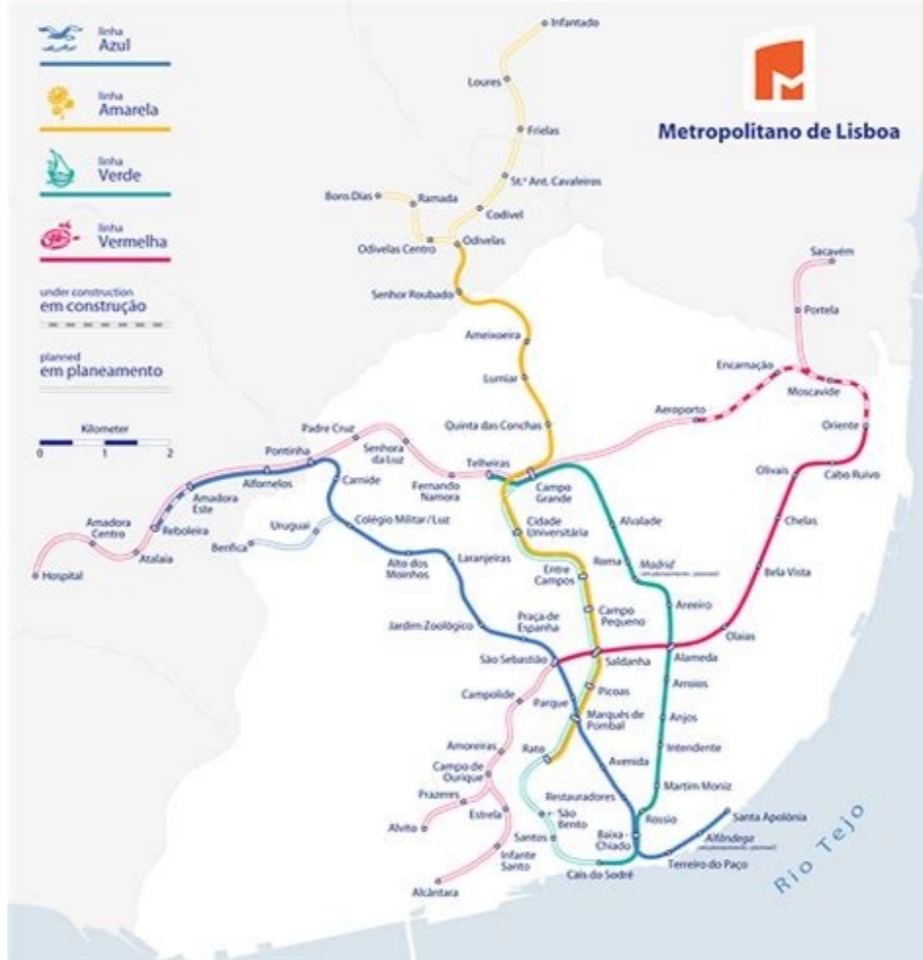 linha
Azul
linha
Amarela
linha
Verde
linha
Vermelha
under construction
em construção
planned
em planeamento
Kilometer
0 1 2
Metropolitano de Lisboa
Infantado
Loures
Frielas
St.º Ant. Cavaleiros
Bons Dias
Ramada
Codivel
Odivelas Centro
Odivelas
Senhor Roubado
Ameixoeira
Lumiar
Quinta das Conchas
Sacavém
Portela
Encarnação
Moscavide
Aeroporto
Oriente
Cabo Ruivo
Olivais
Chelas
Bela Vista
Olaias
Padre Cruz
Senhora
da Luz
Pontinha
Telheiras
Fernando
Namora
Campo
Grande
Alfornelos
Carnide
Amadora
Este
Reboleira
Amadora
Centro
Atalaia
Hospital
Uruguai
Benfica
Colégio Militar/Luz
Alto dos
Moinhos
Laranjeiras
Cidade
Universitária
Alvalade
Roma
Madrid
Entre
Campos
Areeiro
Campo
Pequeno
Praça de
Espanha
Jardim Zoológico
São Sebastião
Saldanha
Alameda
Arroios
Picoas
Campolide
Parque
Marquês de
Pombal
Anjos
Amoreiras
Rato
Avenida
Intendente
Campo de
Ourique
Prazeres
Estrela
Restauradores
Martim Moniz
Alvito
São
Bento
Rossio
Santa Apolónia
Santos
Baixa-
Chiado
Alfândega
Infante
Santo
Cais do Sodré
Terreiro do Paço
Alcântara
Rio Tejo